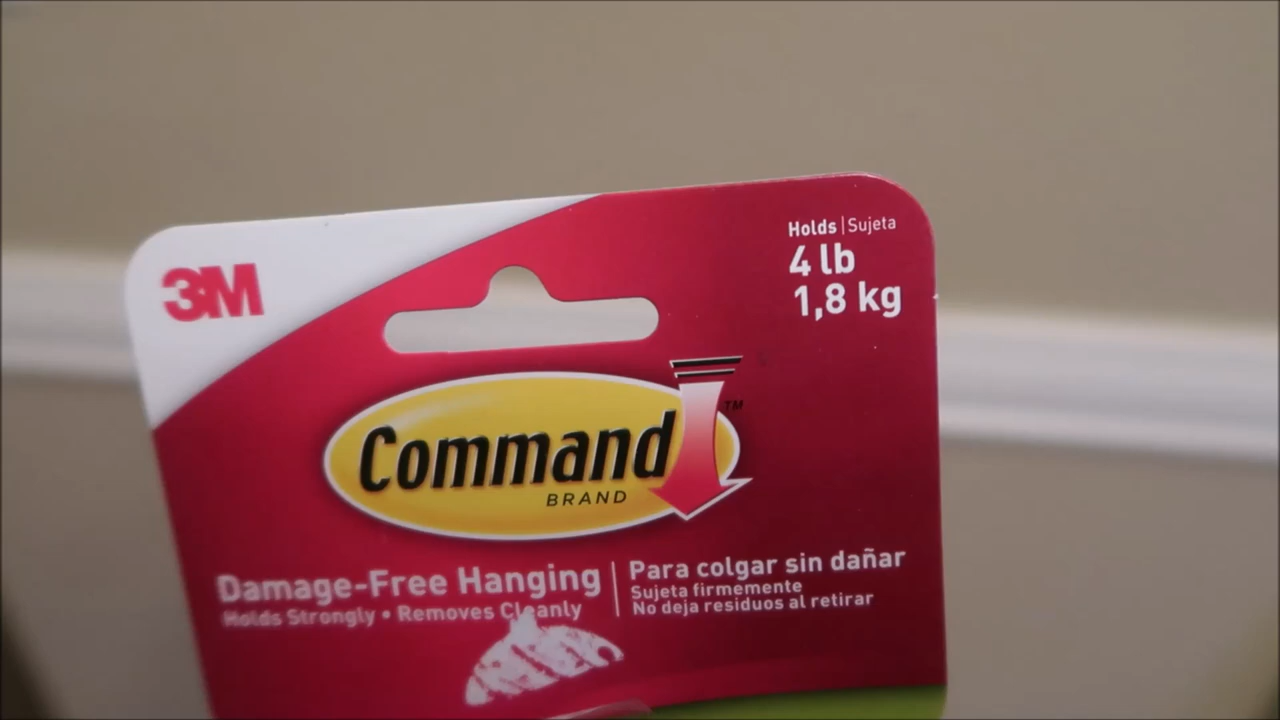 3M
Holds | Sujeta
4 lb
1,8 kg
Command
TM
BRAND
Damage-Free Hanging
Holds Strongly • Removes Cleanly
Para colgar sin dañar
Sujeta firmemente
No deja residuos al retirar